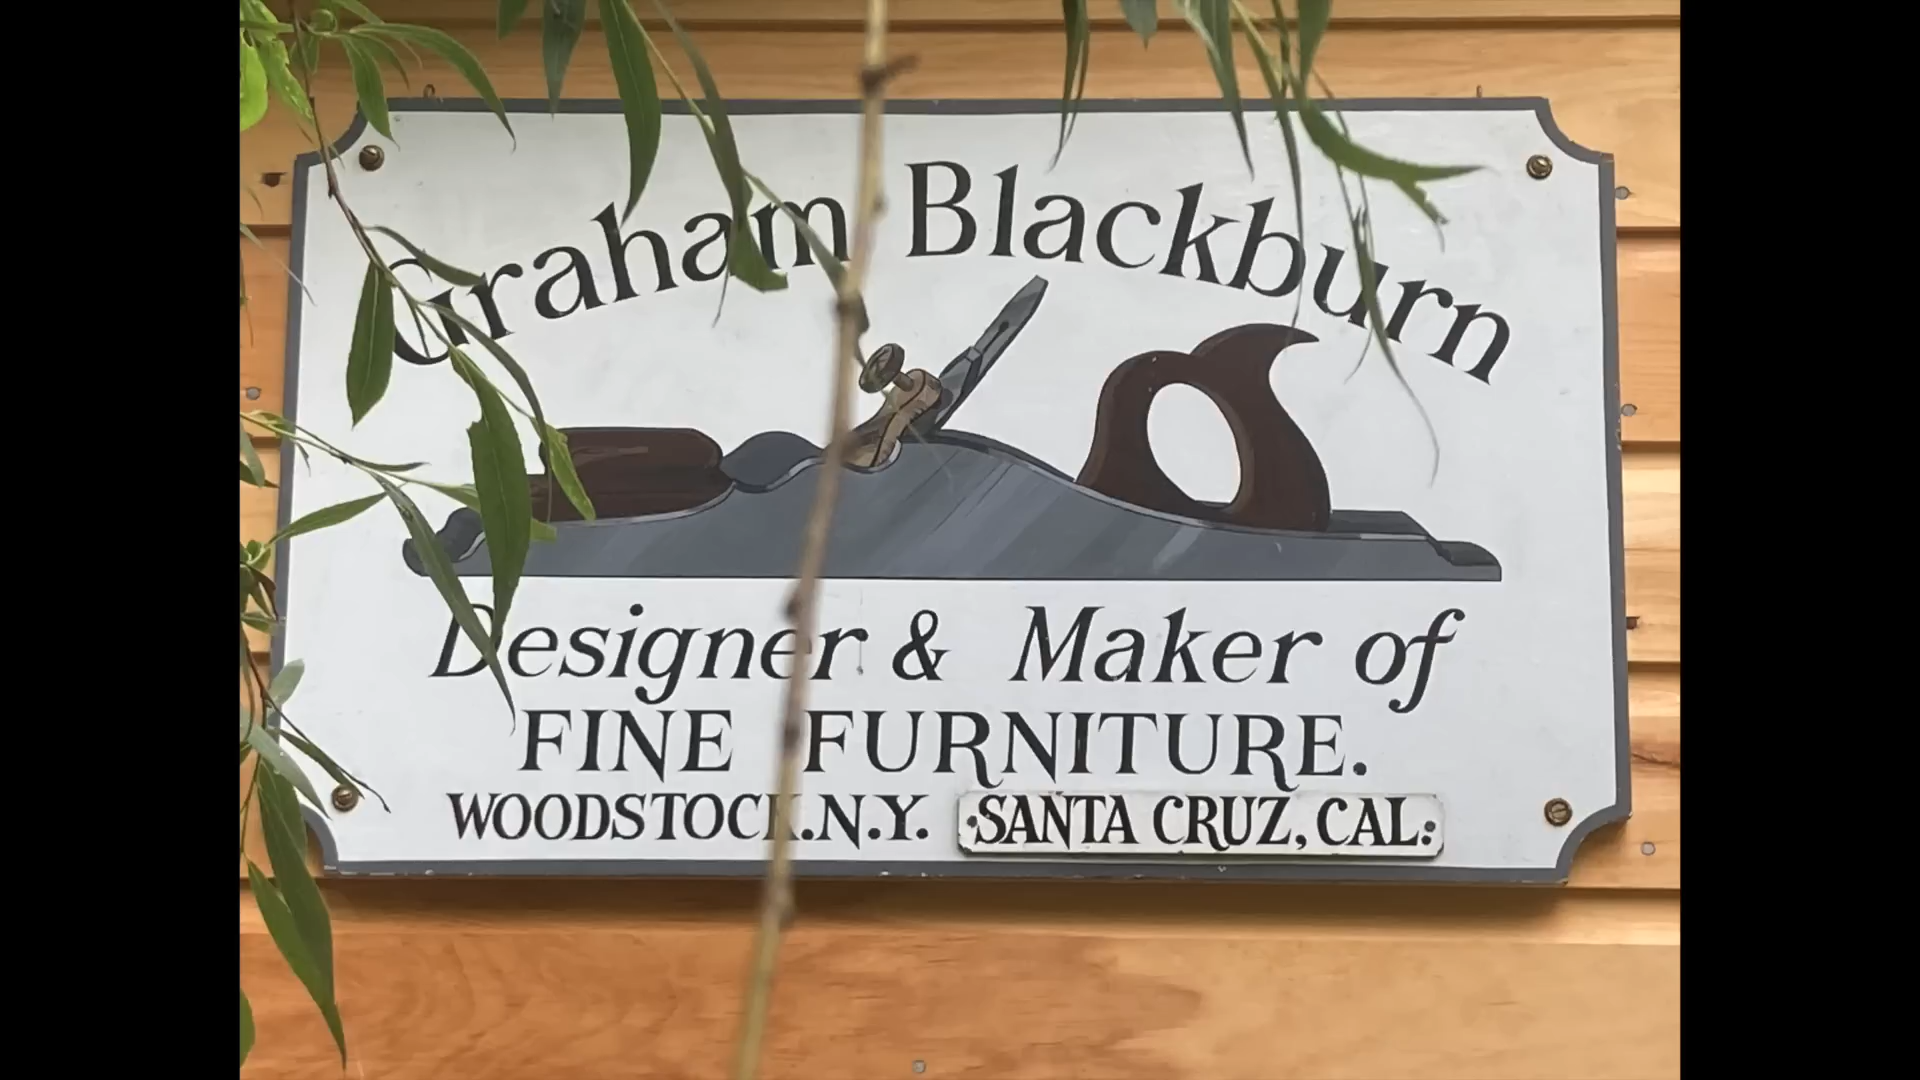 Graham Blackburn
Designer & Maker of
FINE FURNITURE.
WOODSTOCK.N.Y. SANTA CRUZ, CAL.